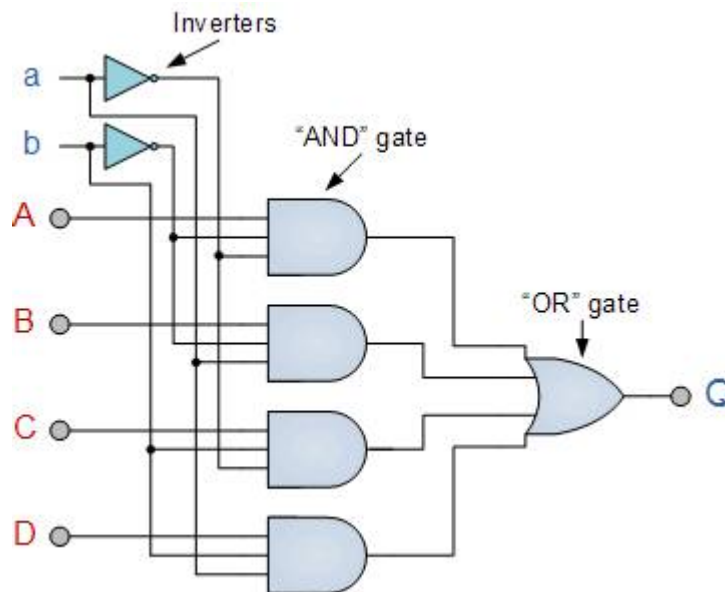 Inverters
a
b
“AND” gate
A
B
“OR” gate
Q
C
D